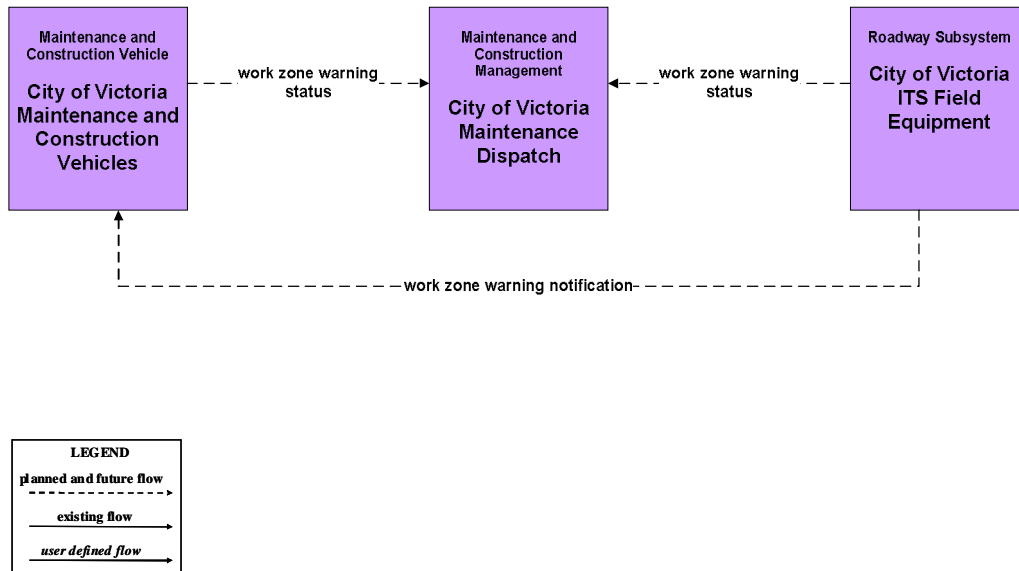 Maintenance and
Construction Vehicle
City of Victoria
Maintenance and
Construction
Vehicles
work zone warning
status
Maintenance and
Construction
Management
City of Victoria
Maintenance
Dispatch
work zone warning
status
Roadway Subsystem
City of Victoria
ITS Field
Equipment
work zone warning notification
LEGEND
planned and future flow
existing flow
user defined flow